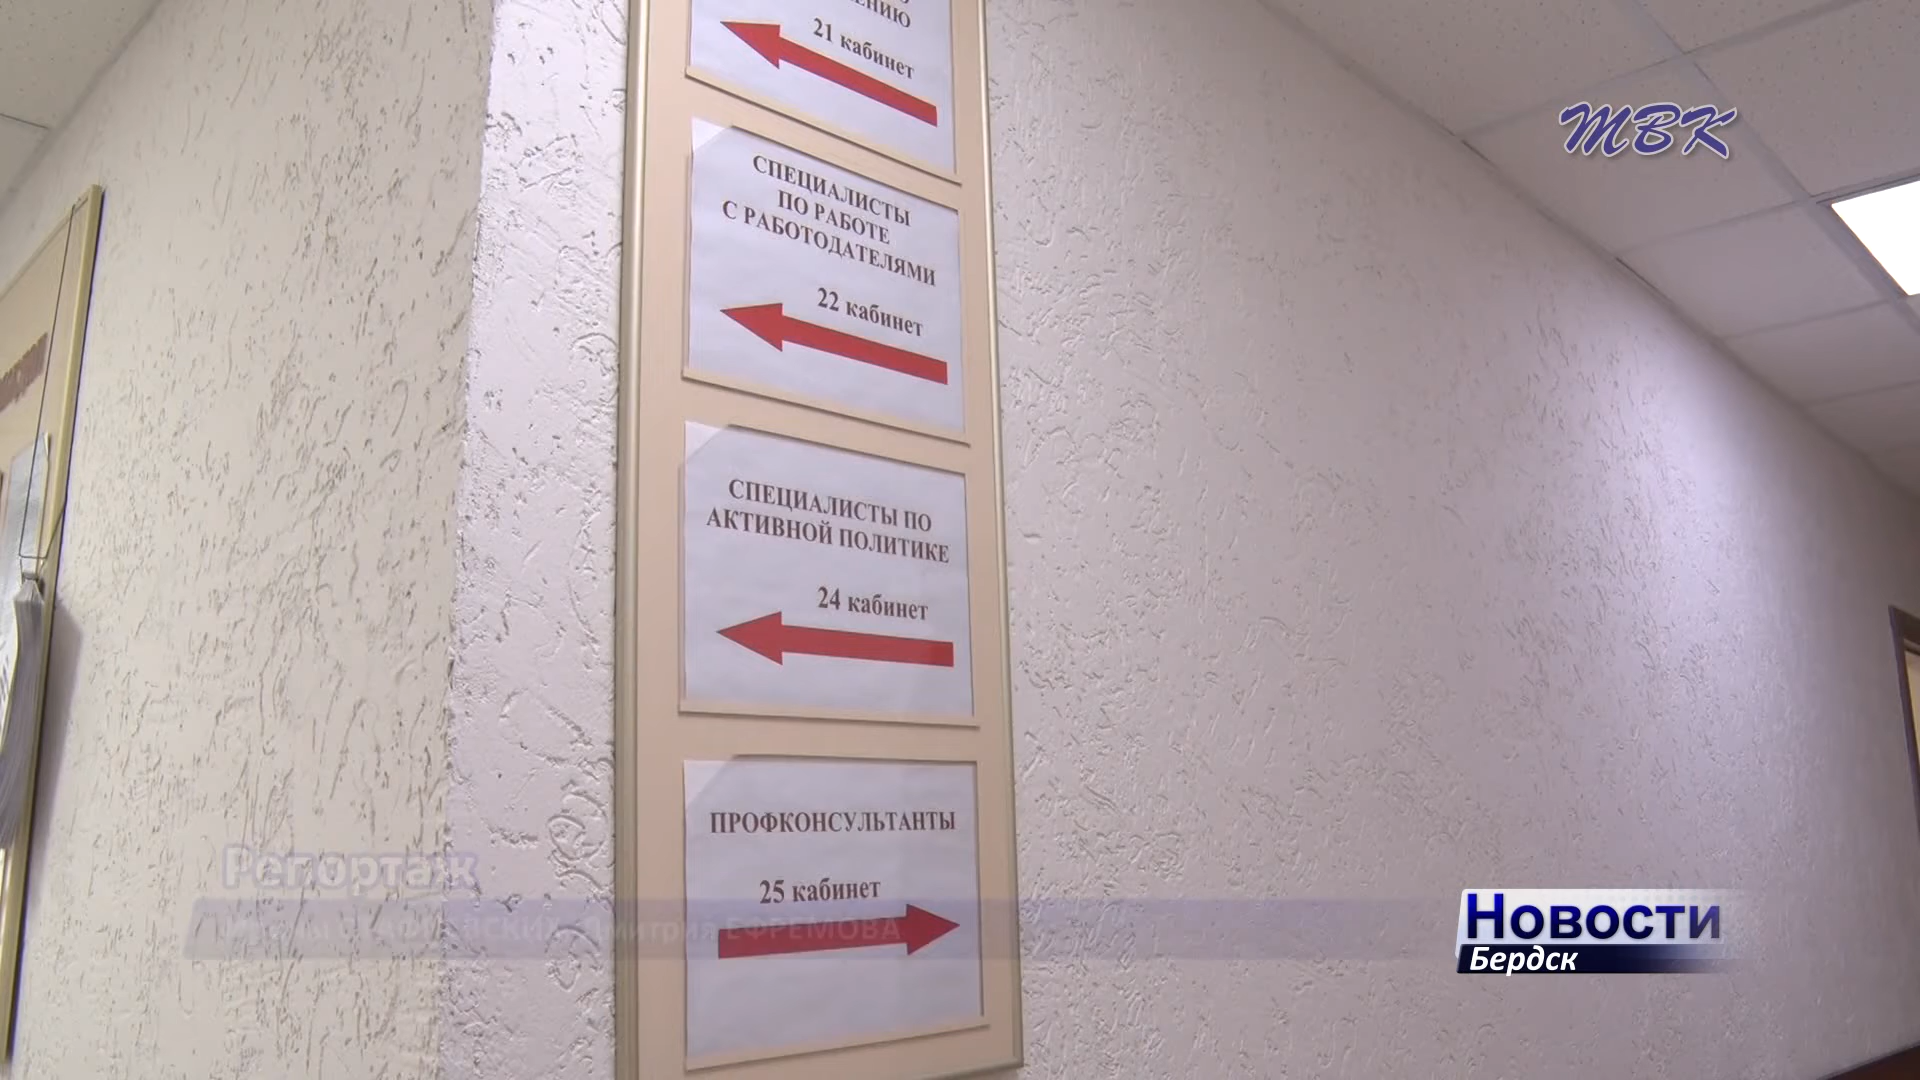 21 кабинет
СПЕЦИАЛИСТЫ
ПО РАБОТЕ
С РАБОТОДАТЕЛЯМИ
22 кабинет
СПЕЦИАЛИСТЫ ПО
АКТИВНОЙ ПОЛИТИКЕ
24 кабинет
ПРОФКОНСУЛЬТАНТЫ
25 кабинет
ТВК
Репортаж
Дмитрия ЕФРЕМОВА
Новости
Бердск